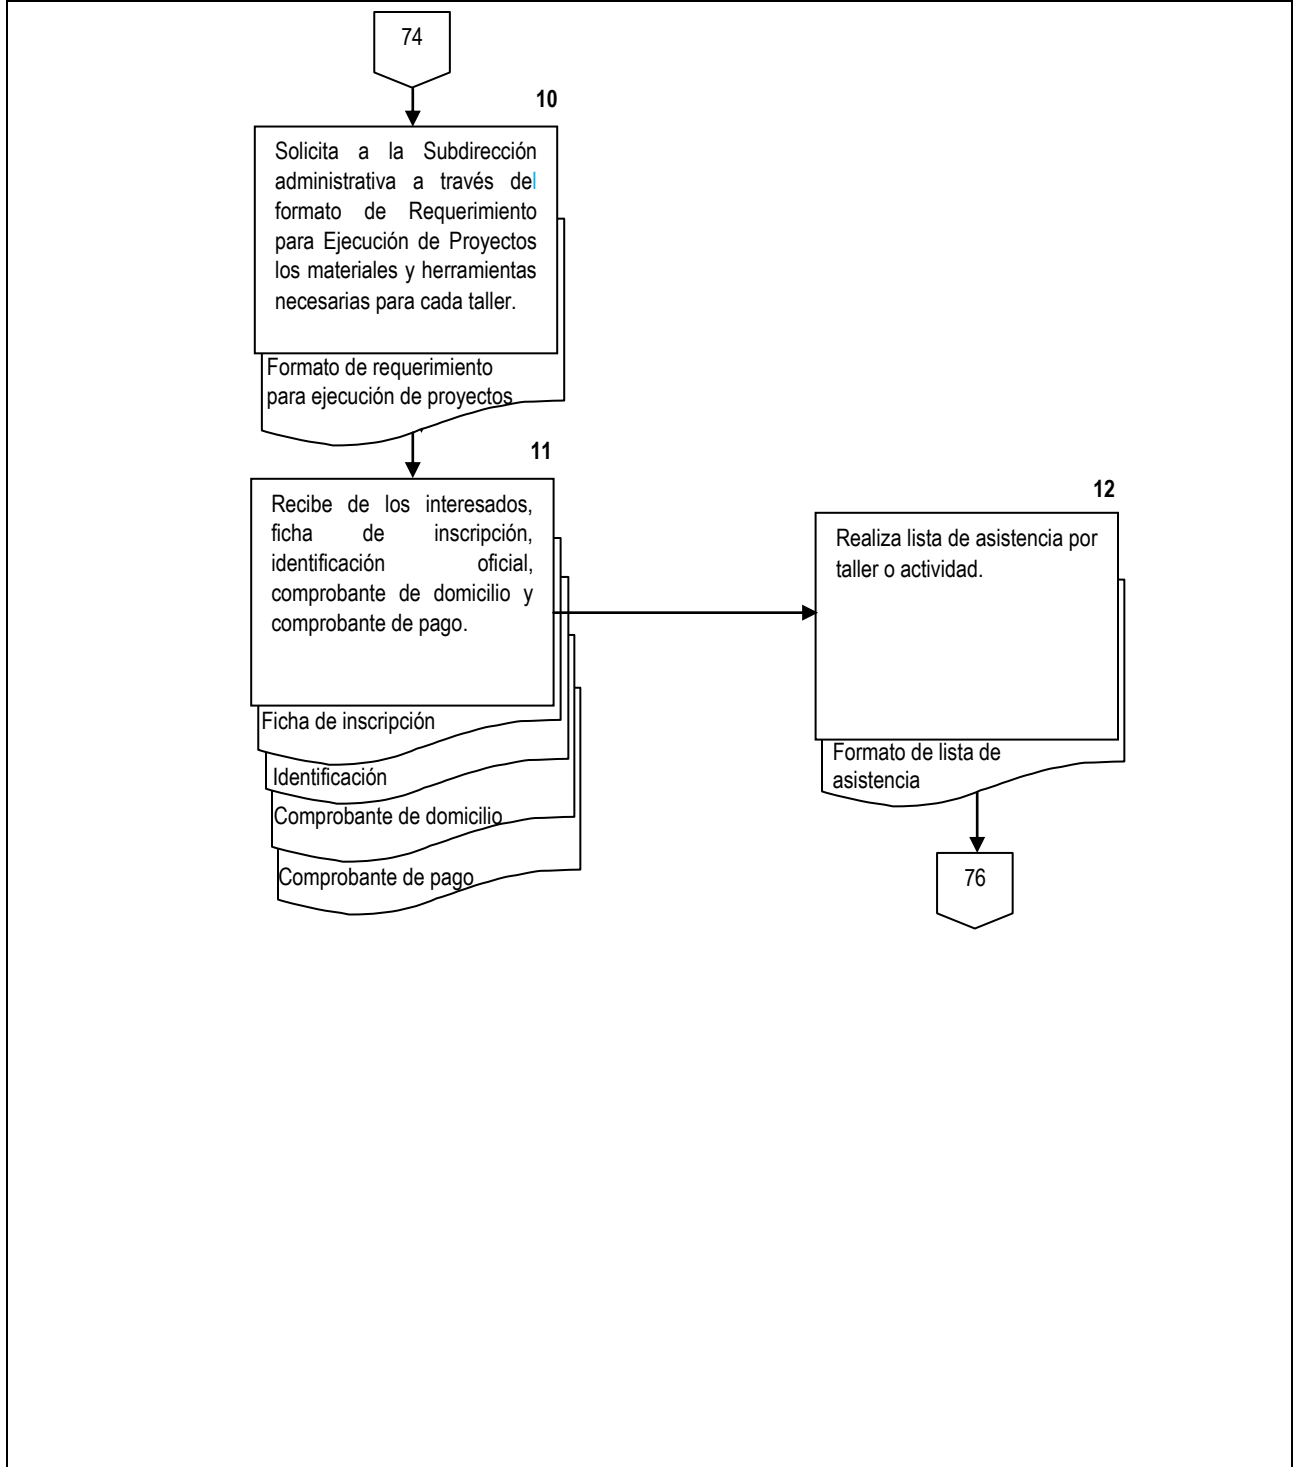 74
10
Solicita a la Subdirección
administrativa a través del
formato de Requerimiento
para Ejecución de Proyectos
los materiales y herramientas
necesarias para cada taller.
Formato de requerimiento
para ejecución de proyectos
11
Recibe de los interesados,
ficha de inscripción,
identificación oficial,
comprobante de domicilio y
comprobante de pago.
Ficha de inscripción
Identificación
Comprobante de domicilio
Comprobante de pago
12
Realiza lista de asistencia por
taller o actividad.
Formato de lista de
asistencia
76